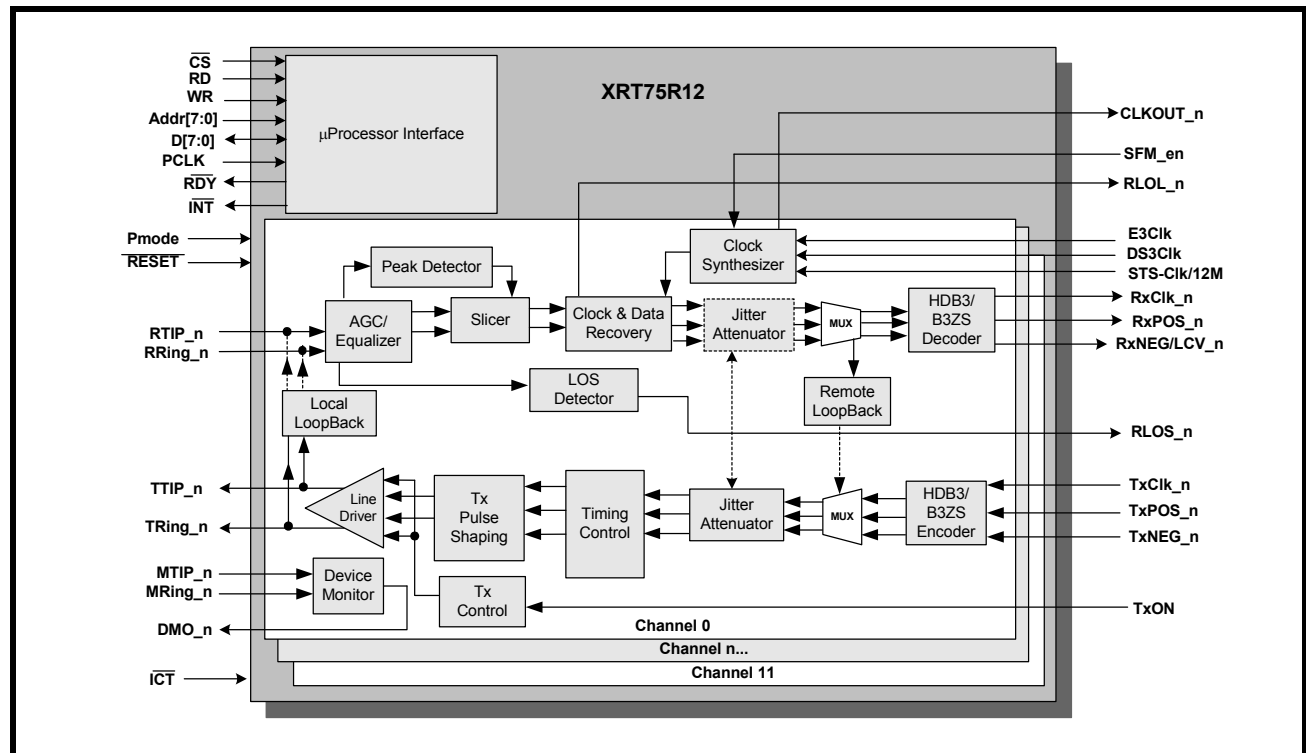 XRT75R12
CS
RD
WR
Addr[7:0]
D[7:0]
PCLK
RDY
INT
μProcessor Interface
Pmode
RESET
CLKOUT_n
SFM_en
RLOL_n
E3Clk
DS3Clk
STS-Clk/12M
Clock
Synthesizer
Peak Detector
RTIP_n
RRing_n
AGC/
Equalizer
Slicer
Clock & Data
Recovery
Jitter
Attenuator
MUX
HDB3/
B3ZS
Decoder
RxClk_n
RxPOS_n
RxNEG/LCV_n
LOS
Detector
Remote
LoopBack
Local
LoopBack
RLOS_n
TTIP_n
TRing_n
Line
Driver
Tx
Pulse
Shaping
Timing
Control
Jitter
Attenuator
MUX
HDB3/
B3ZS
Encoder
TxClk_n
TxPOS_n
TxNEG_n
MTIP_n
MRing_n
Device
Monitor
DMO_n
Tx
Control
TxON
Channel 0
Channel n...
Channel 11
ICT